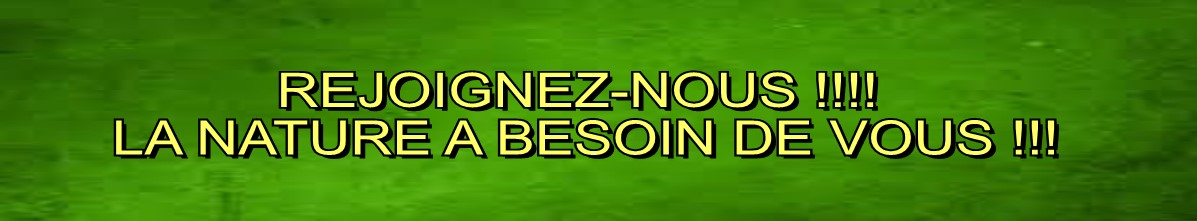 REJOIGNEZ-NOUS !!!!
LA NATURE A BESOIN DE VOUS !!!